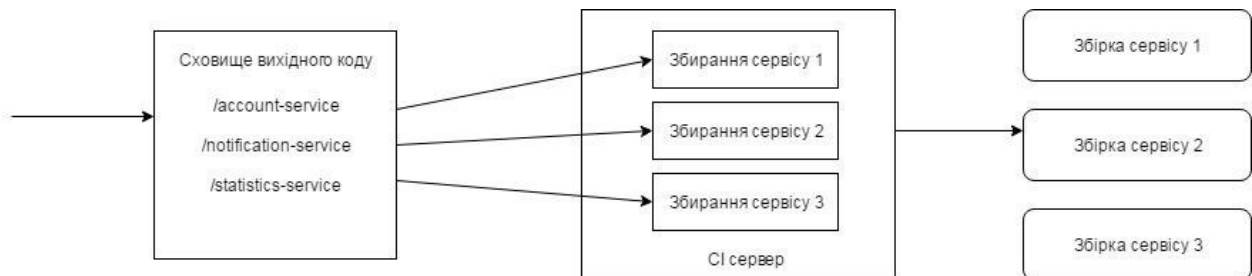 Сховище вихідного коду
/account-service
/notification-service
/statistics-service
Збирання сервісу 1
Збирання сервісу 2
Збирання сервісу 3
CI сервер
Збірка сервісу 1
Збірка сервісу 2
Збірка сервісу 3